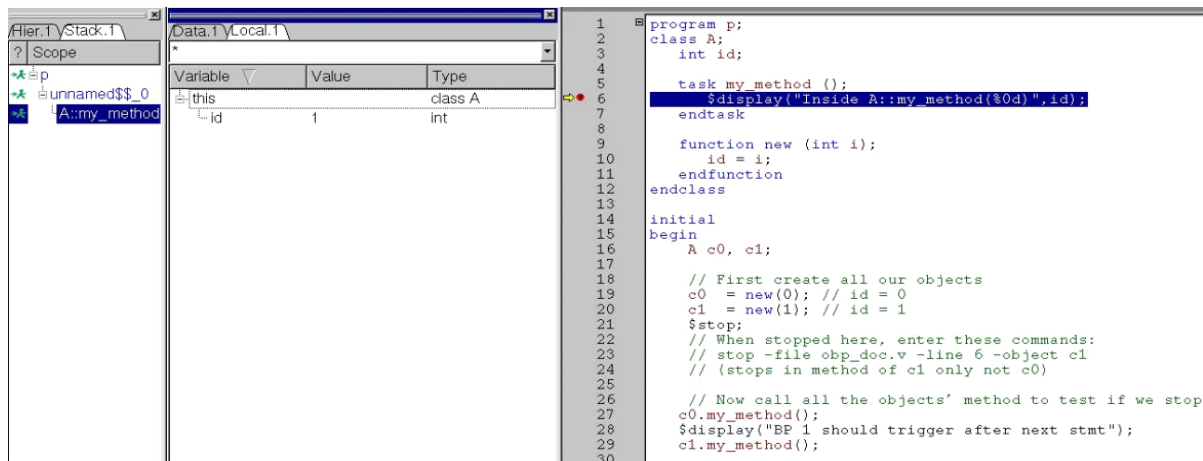 Hier.1 Stack.1
? Scope
p
unnamed$$_0
A::my_method
Data.1 Local.1
*
Variable Value Type
this class A
id 1 int
1 program p;
2 class A;
3 int id;
4
5 task my_method ();
6 $display("Inside A::my_method(%0d)",id);
7 endtask
8
9 function new (int i);
10 id = i;
11 endfunction
12 endclass
13
14 initial
15 begin
16 A c0, c1;
17
18 // First create all our objects
19 c0 = new(0); // id = 0
20 c1 = new(1); // id = 1
21 $stop;
22 // When stopped here, enter these commands:
23 // stop -file obp_doc.v -line 6 -object c1
24 // (stops in method of c1 only not c0)
25
26 // Now call all the objects' method to test if we stop
27 c0.my_method();
28 $display("BP 1 should trigger after next stmt");
29 c1.my_method();
30